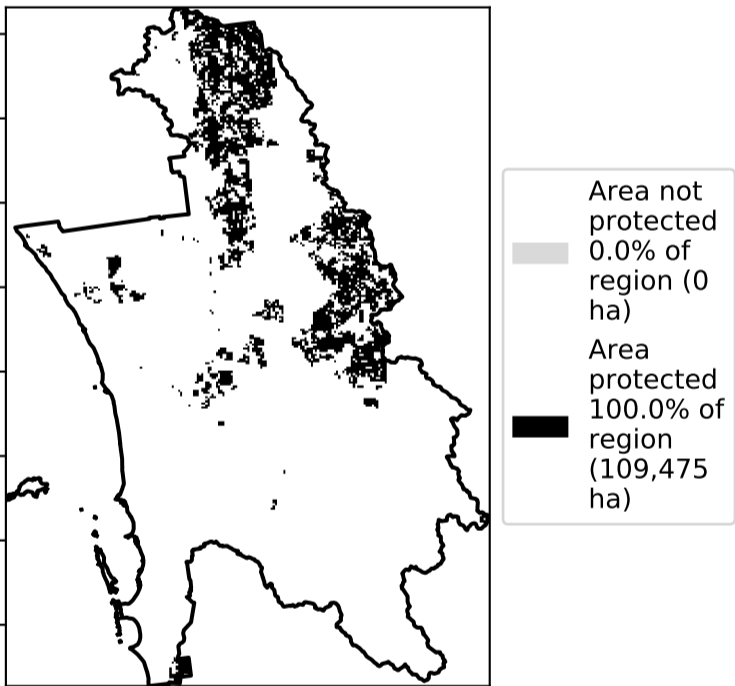 Area not
protected
0.0% of
region (0
ha)
Area
protected
100.0% of
region
(109,475
ha)